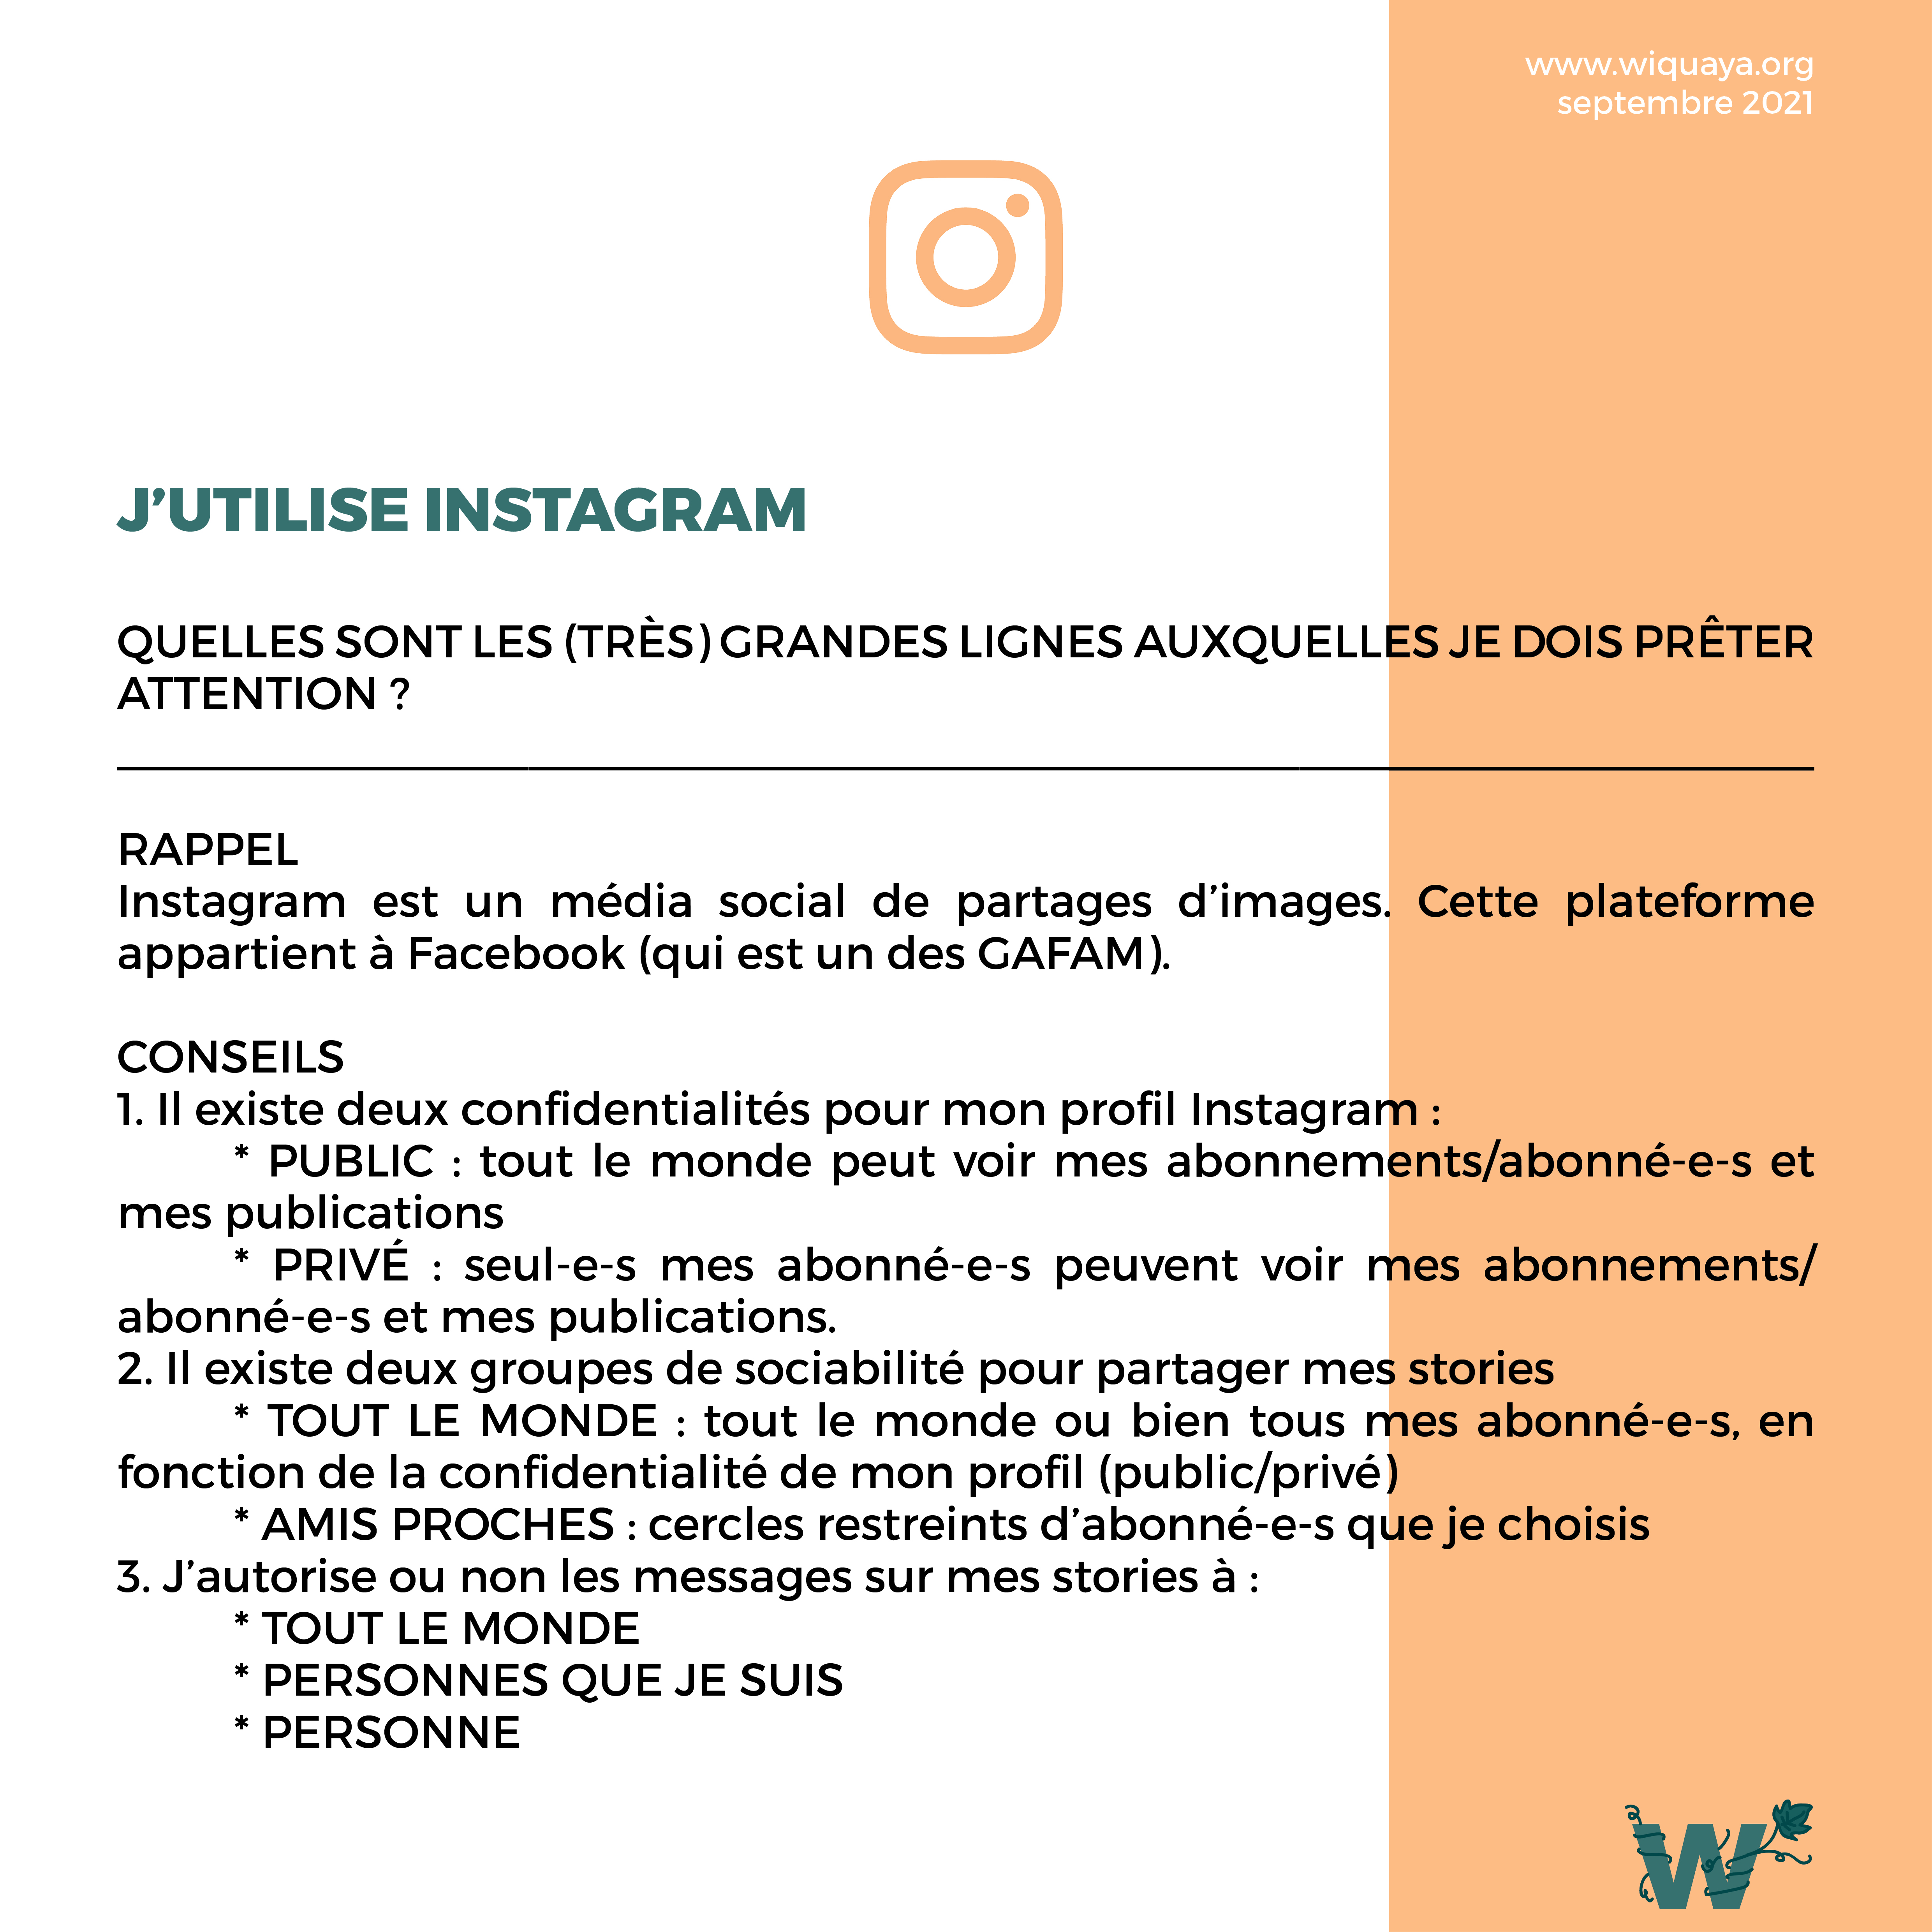 www.wiquaya.org
septembre 2021
J’UTILISE INSTAGRAM
QUELLES SONT LES (TRÈS) GRANDES LIGNES AUXQUELLES JE DOIS PRÊTER
ATTENTION ?
RAPPEL
Instagram est un média social de partages d’images. Cette plateforme
appartient à Facebook (qui est un des GAFAM).
CONSEILS
1. Il existe deux confidentialités pour mon profil Instagram :
* PUBLIC : tout le monde peut voir mes abonnements/abonné-e-s et
mes publications
* PRIVÉ : seul-e-s mes abonné-e-s peuvent voir mes abonnements/
abonné-e-s et mes publications.
2. Il existe deux groupes de sociabilité pour partager mes stories
* TOUT LE MONDE : tout le monde ou bien tous mes abonné-e-s, en
fonction de la confidentialité de mon profil (public/privé)
* AMIS PROCHES : cercles restreints d’abonné-e-s que je choisis
3. J’autorise ou non les messages sur mes stories à :
* TOUT LE MONDE
* PERSONNES QUE JE SUIS
* PERSONNE
W